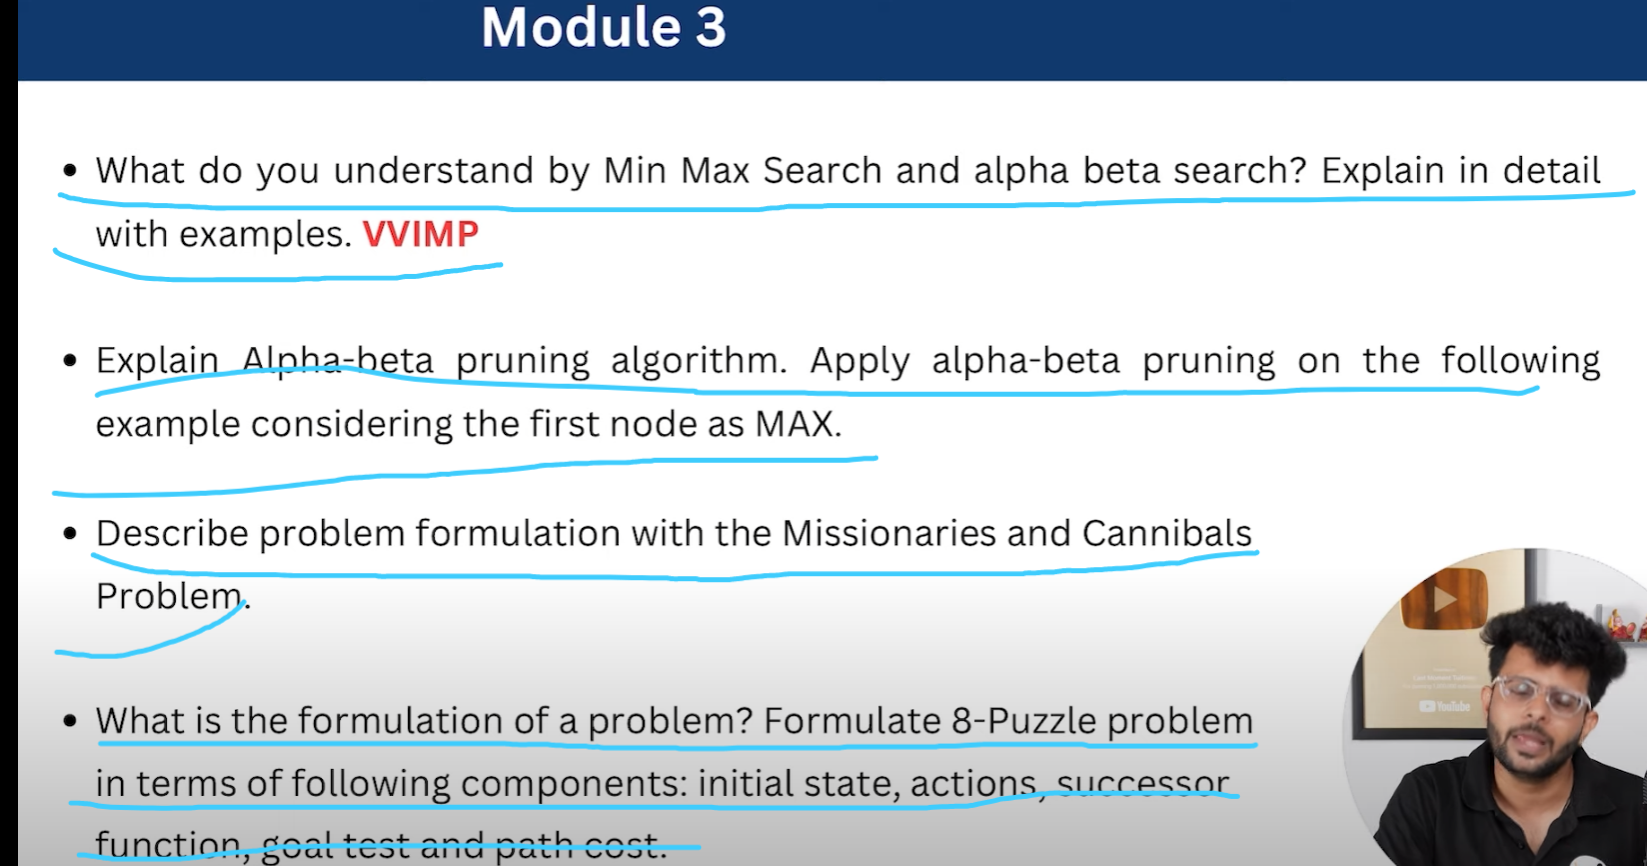 Module 3
• What do you understand by Min Max Search and alpha beta search? Explain in detail
with examples. VVIMP
• Explain Alpha-beta pruning algorithm. Apply alpha-beta pruning on the following
example considering the first node as MAX.
• Describe problem formulation with the Missionaries and Cannibals
Problem.
• What is the formulation of a problem? Formulate 8-Puzzle problem
in terms of following components: initial state, actions, successor
function, goal test and path cost.
YouTube